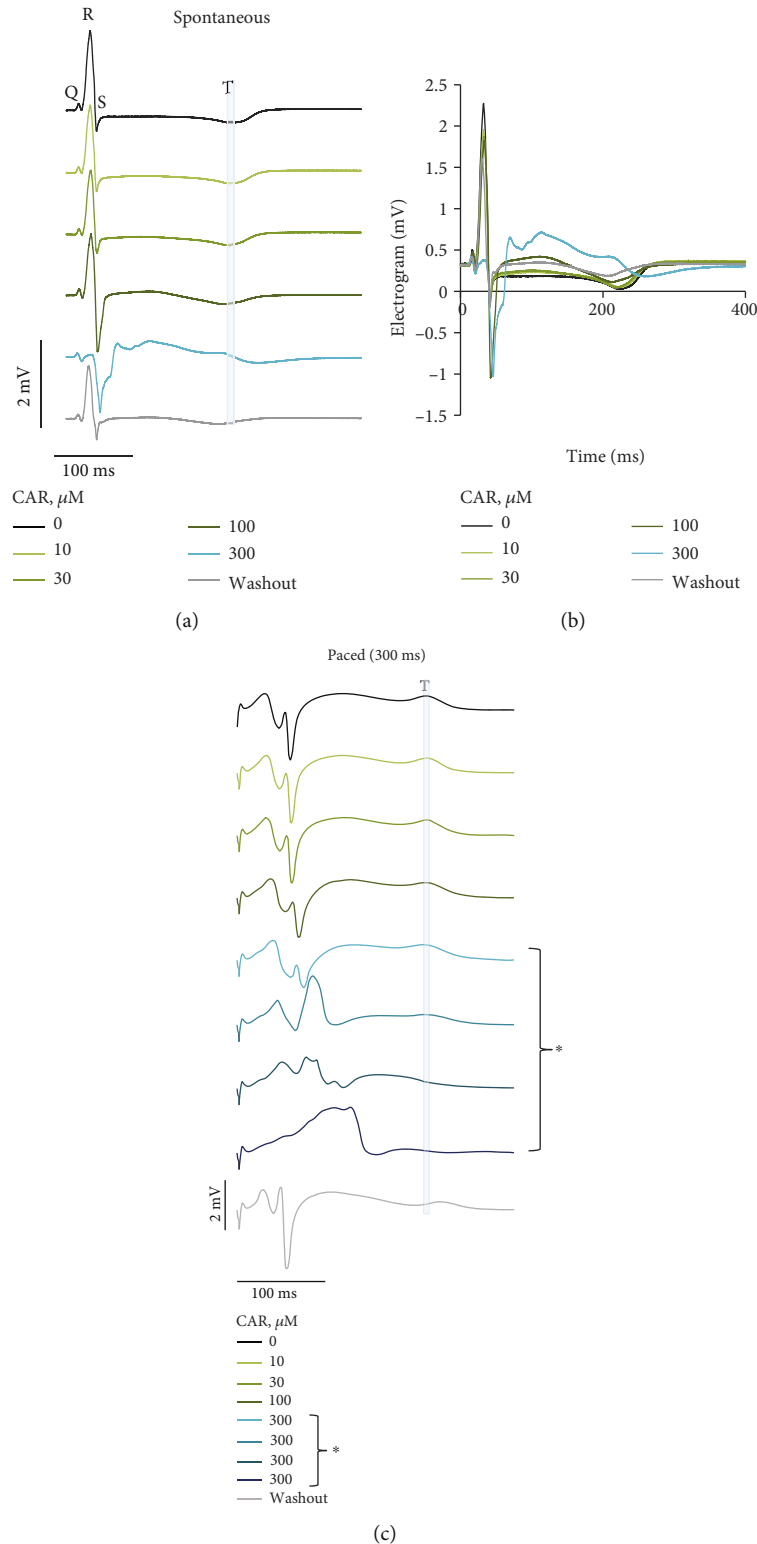 Spontaneous
R
Q
S
T
2 mV
100 ms
CAR, μM
0
10
30
100
300
Washout
(a)
2.5
2
1.5
1
0.5
0
−0.5
−1
−1.5
Electrogram (mV)
0
200
400
Time (ms)
CAR, μM
0
10
30
100
300
Washout
(b)
Paced (300 ms)
T
*
2 mV
100 ms
CAR, μM
0
10
30
100
300
300
300
300
*
Washout
(c)